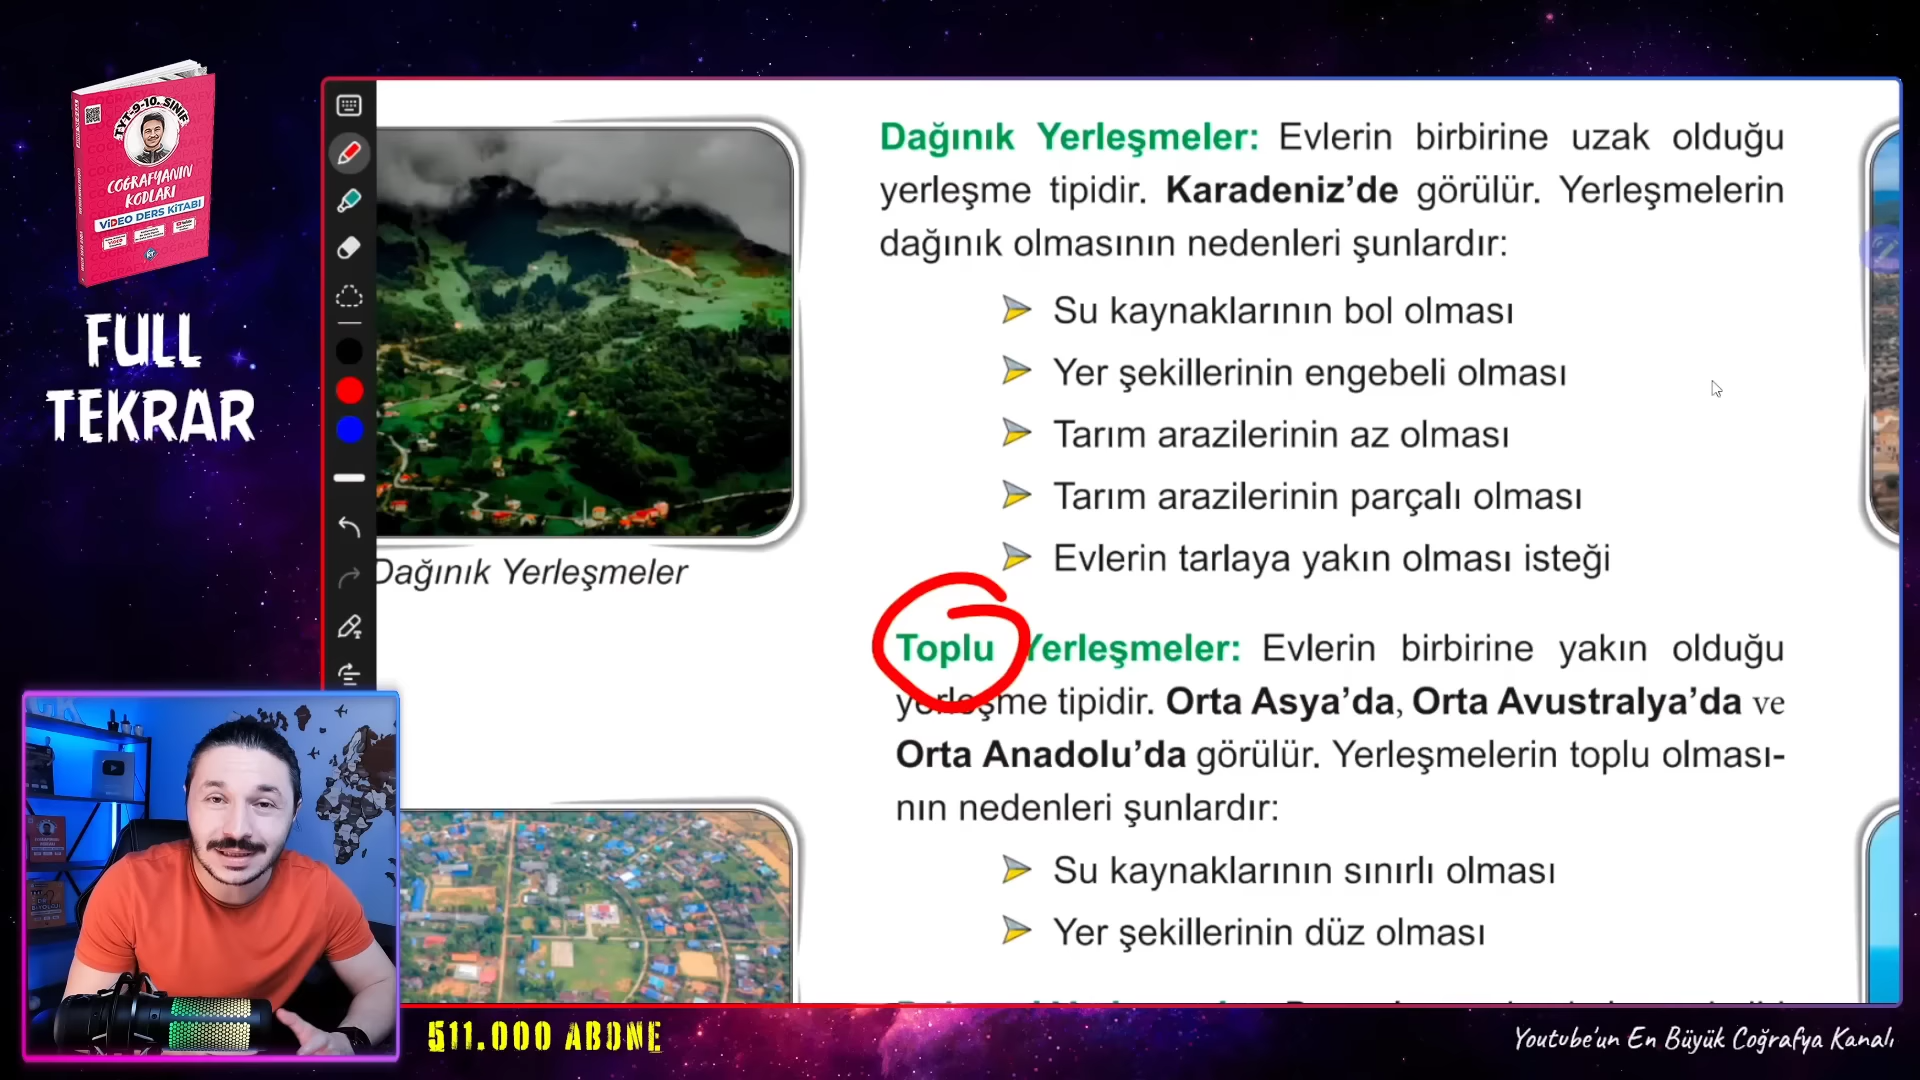 TYT-9-10. SINIF
COĞRAFYANIN
KODLARI
VİDEO DERS KİTABI
FULL
TEKRAR
Dağınık Yerleşmeler: Evlerin birbirine uzak olduğu
yerleşme tipidir. Karadeniz’de görülür. Yerleşmelerin
dağınık olmasının nedenleri şunlardır:
Su kaynaklarının bol olması
Yer şekillerinin engebeli olması
Tarım arazilerinin az olması
Tarım arazilerinin parçalı olması
Evlerin tarlaya yakın olması isteği
Dağınık Yerleşmeler
Toplu Yerleşmeler: Evlerin birbirine yakın olduğu
yerleşme tipidir. Orta Asya’da, Orta Avustralya’da ve
Orta Anadolu’da görülür. Yerleşmelerin toplu olması-
nın nedenleri şunlardır:
Su kaynaklarının sınırlı olması
Yer şekillerinin düz olması
511.000 ABONE
Youtube'un En Büyük Coğrafya Kanalı